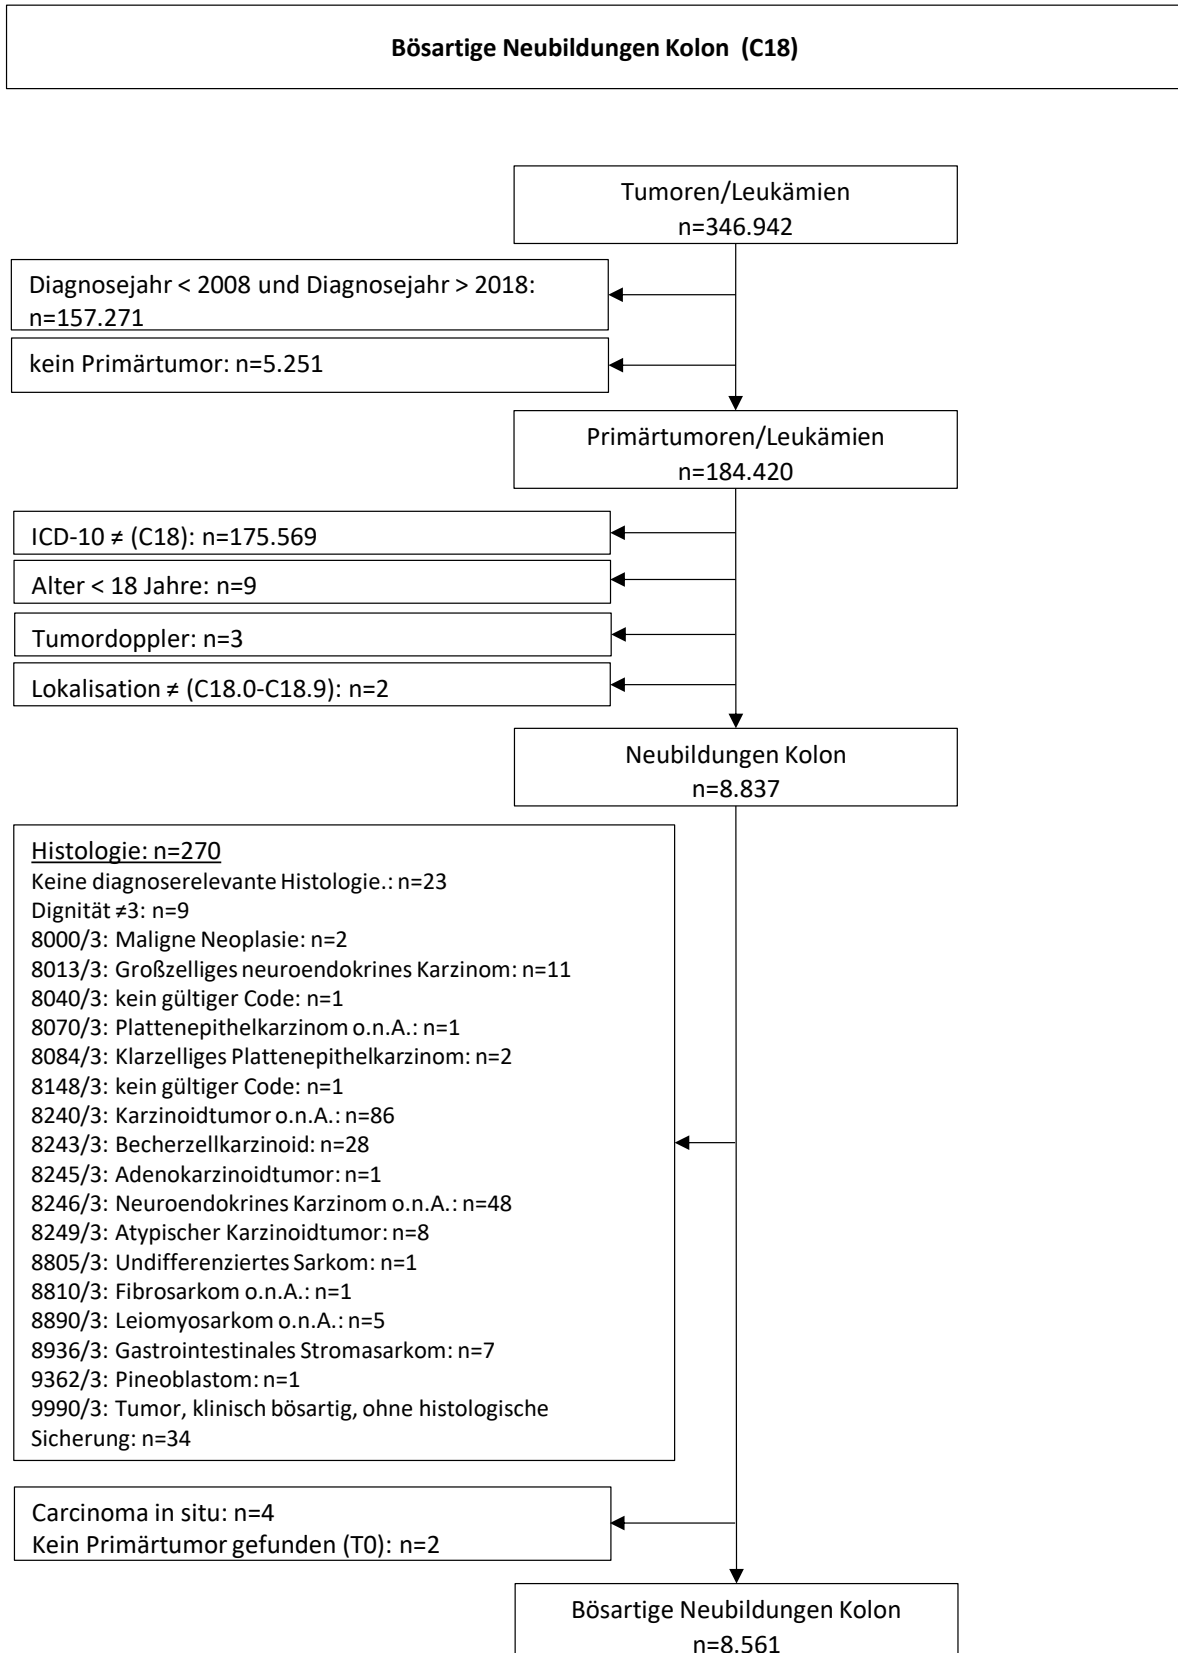 Bösartige Neubildungen Kolon (C18)
Tumoren/Leukämien
n=346.942
Diagnosejahr < 2008 und Diagnosejahr > 2018:
n=157.271
kein Primärtumor: n=5.251
Primärtumoren/Leukämien
n=184.420
ICD-10 ≠ (C18): n=175.569
Alter < 18 Jahre: n=9
Tumordoppler: n=3
Lokalisation ≠ (C18.0-C18.9): n=2
Neubildungen Kolon
n=8.837
Histologie: n=270
Keine diagnoserelevante Histologie.: n=23
Dignität ≠3: n=9
8000/3: Maligne Neoplasie: n=2
8013/3: Großzelliges neuroendokrines Karzinom: n=11
8040/3: kein gültiger Code: n=1
8070/3: Plattenepithelkarzinom o.n.A.: n=1
8084/3: Klarzelliges Plattenepithelkarzinom: n=2
8148/3: kein gültiger Code: n=1
8240/3: Karzinoidtumor o.n.A.: n=86
8243/3: Becherzellkarzinoid: n=28
8245/3: Adenokarzinoidtumor: n=1
8246/3: Neuroendokrines Karzinom o.n.A.: n=48
8249/3: Atypischer Karzinoidtumor: n=8
8805/3: Undifferenziertes Sarkom: n=1
8810/3: Fibrosarkom o.n.A.: n=1
8890/3: Leiomyosarkom o.n.A.: n=5
8936/3: Gastrointestinales Stromasarkom: n=7
9362/3: Pineoblastom: n=1
9990/3: Tumor, klinisch bösartig, ohne histologische
Sicherung: n=34
Carcinoma in situ: n=4
Kein Primärtumor gefunden (T0): n=2
Bösartige Neubildungen Kolon
n=8.561